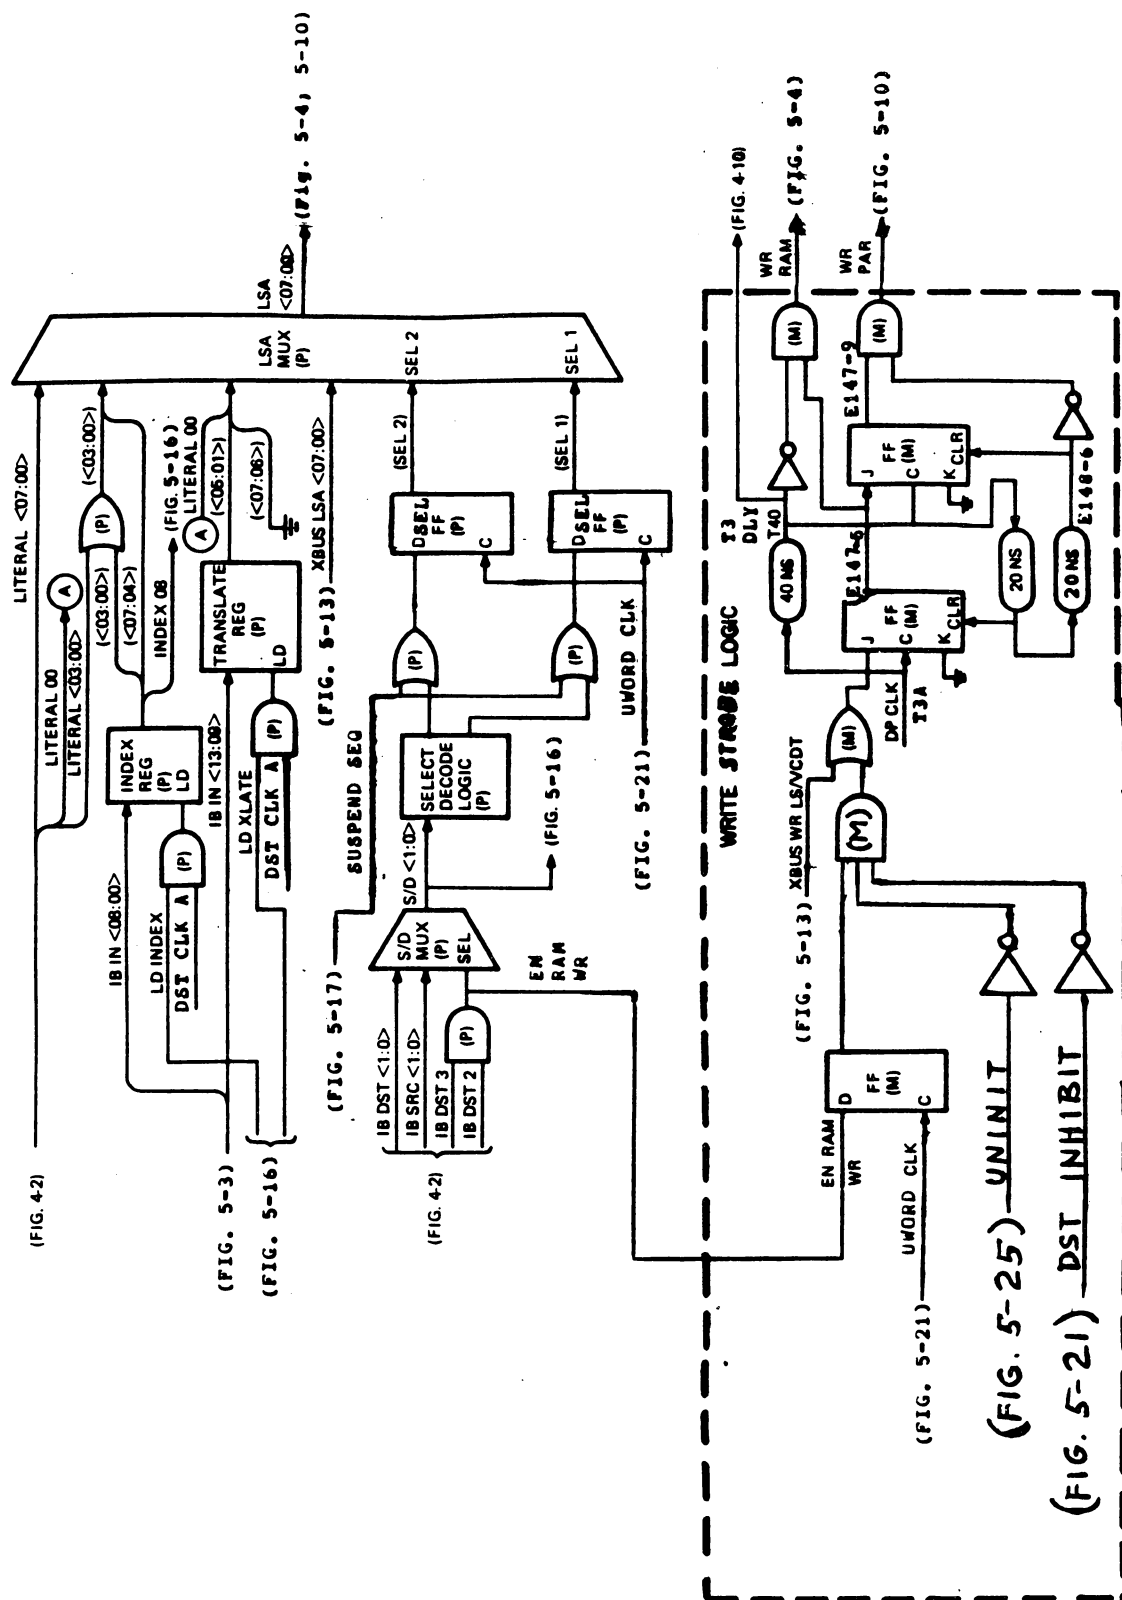 (FIG. 4-2)
LITERAL <07:00>
LITERAL 00
LITERAL <03:00>
A
(<03:00>)
(<07:04>)
(P)
(<03:00>)
INDEX 08
(FIG. 5-16)
IB IN <08:00>
INDEX
REG
(P)
LD
LD INDEX
DST CLK A
(P)
A
LITERAL 00
(<05:01>)
(<07:06>)
(FIG. 5-3)
IB IN <13:09>
TRANSLATE
REG
(P)
LD
(FIG. 5-16)
LD XLATE
DST CLK A
(P)
(FIG. 5-13)
XBUS LSA <07:00>
LSA
MUX
(P)
SEL 2
SEL 1
LSA
<07:00>
(Fig. 5-4, 5-10)
(FIG. 5-17)
SUSPEND SEQ
IB DST <1:0>
IB SRC <1:0>
IB DST 3
IB DST 2
(FIG. 4-2)
(P)
S/D
MUX
(P)
SEL
S/D <1:0>
(FIG. 5-16)
SELECT
DECODE
LOGIC
(P)
(P)
(P)
D SEL
FF
(P)
C
(SEL 2)
D SEL
FF
(P)
C
(SEL 1)
(FIG. 5-21)
UWORD CLK
EN
RAM
WR
WRITE STROBE LOGIC
EN RAM
WR
D
FF
(M)
C
(FIG. 5-21)
UWORD CLK
(FIG. 5-25) UNINIT
(FIG. 5-21) DST INHIBIT
(M)
(FIG. 5-13)
XBUS WR LS/VCDT
(M)
DP CLK
T3A
J
FF
C (M)
K CLR
E147-5
40 NS
T3
DLY
T40
(FIG. 4-10)
20 NS
20 NS
E148-6
J
FF
C (M)
K CLR
E147-9
(M)
WR
RAM
(FIG. 5-4)
(M)
WR
PAR
(FIG. 5-10)